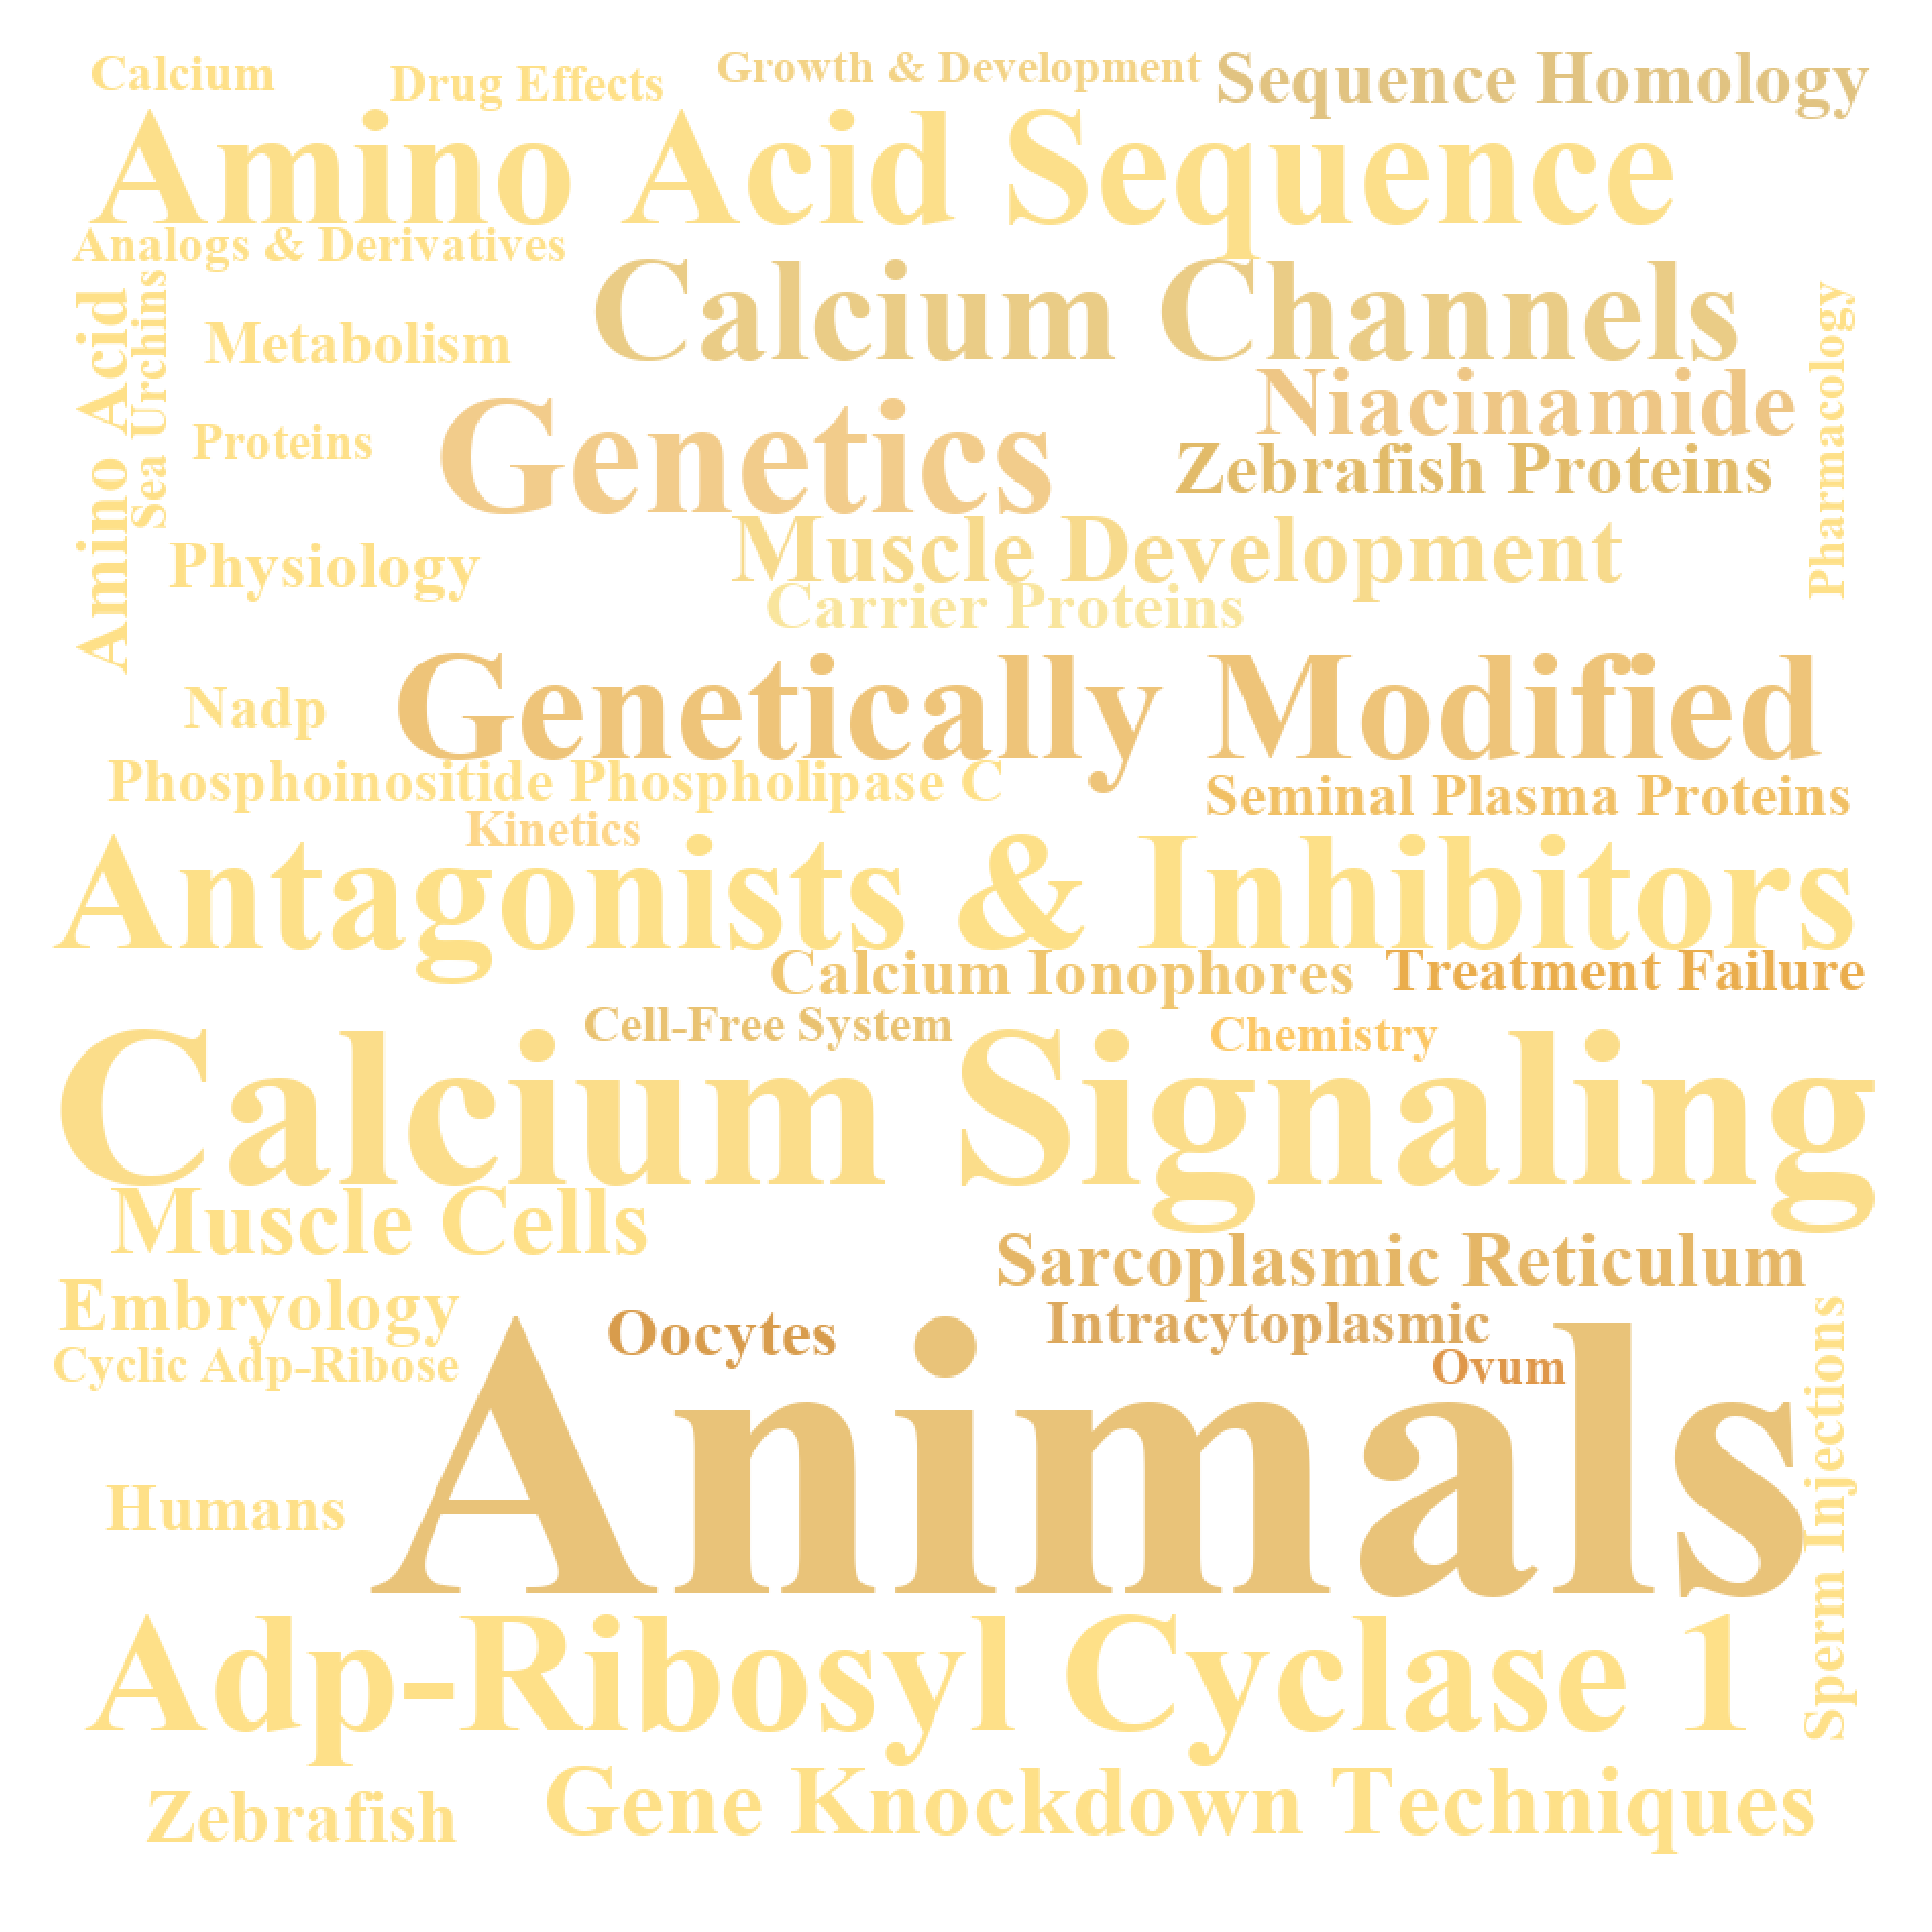 Calcium
Drug Effects
Growth & Development
Sequence Homology
Amino Acid Sequence
Analogs & Derivatives
Calcium Channels
Amino Acid
Sea Urchins
Metabolism
Pharmacology
Niacinamide
Genetics
Proteins
Zebrafish Proteins
Muscle Development
Physiology
Carrier Proteins
Genetically Modified
Nadp
Phosphoinositide Phospholipase C
Seminal Plasma Proteins
Kinetics
Antagonists & Inhibitors
Calcium Ionophores
Treatment Failure
Cell-Free System
Chemistry
Calcium Signaling
Muscle Cells
Sarcoplasmic Reticulum
Embryology
Oocytes
Intracytoplasmic
Cyclic Adp-Ribose
Ovum
Animals
Sperm Injections
Humans
Adp-Ribosyl Cyclase 1
Zebrafish
Gene Knockdown Techniques